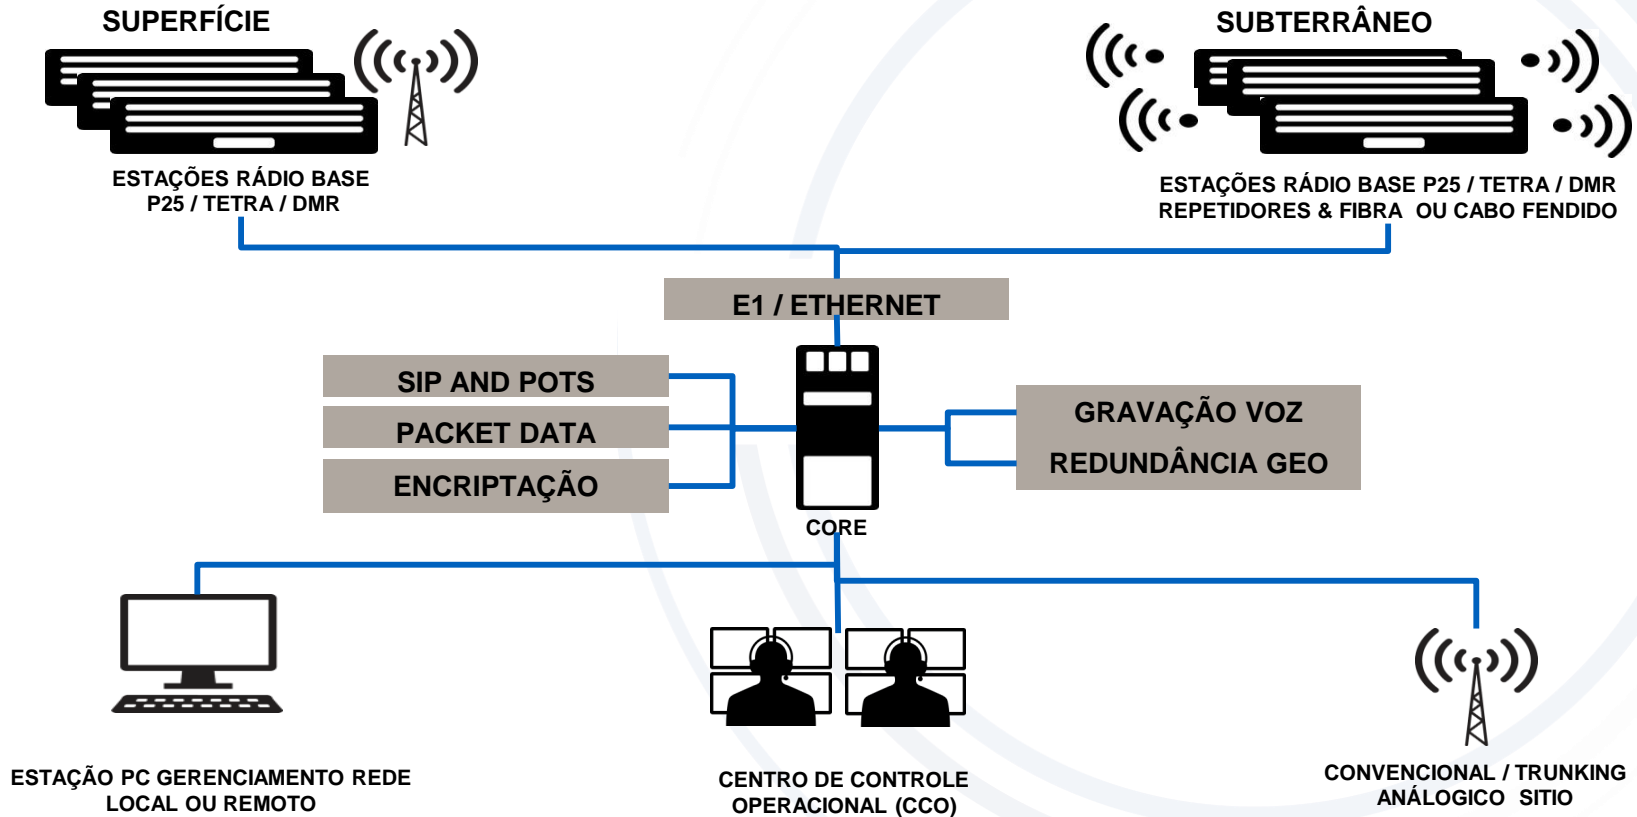 SUPERFÍCIE
SUBTERRÂNEO
ESTAÇÕES RÁDIO BASE
P25 / TETRA / DMR
ESTAÇÕES RÁDIO BASE P25 / TETRA / DMR
REPETIDORES & FIBRA OU CABO FENDIDO
E1 / ETHERNET
SIP AND POTS
PACKET DATA
ENCRIPTAÇÃO
GRAVAÇÃO VOZ
REDUNDÂNCIA GEO
CORE
ESTAÇÃO PC GERENCIAMENTO REDE
LOCAL OU REMOTO
CENTRO DE CONTROLE
OPERACIONAL (CCO)
CONVENCIONAL / TRUNKING
ANÁLOGICO SITIO